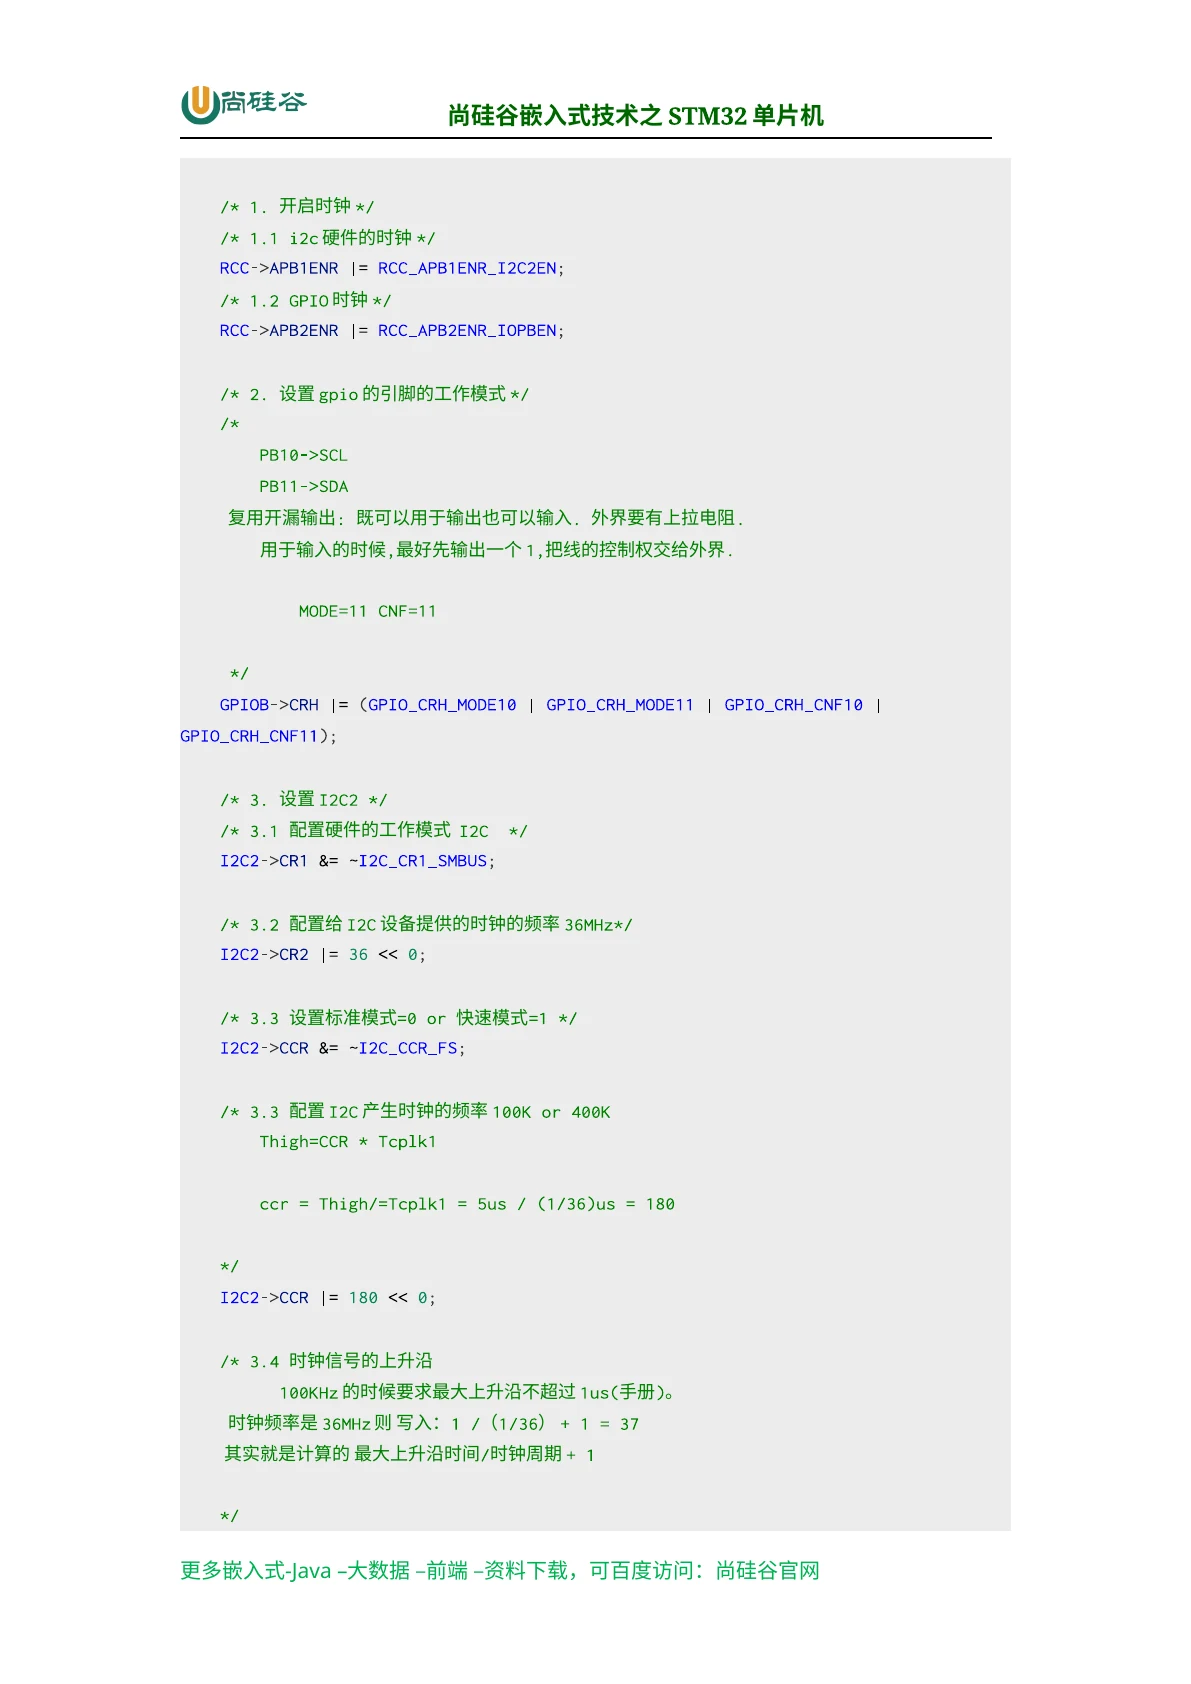 尚硅谷
尚硅谷嵌入式技术之 STM32 单片机
/* 1. 开启时钟 */
/* 1.1 i2c 硬件的时钟 */
RCC->APB1ENR |= RCC_APB1ENR_I2C2EN;
/* 1.2 GPIO 时钟 */
RCC->APB2ENR |= RCC_APB2ENR_IOPBEN;
/* 2. 设置 gpio 的引脚的工作模式 */
/*
PB10->SCL
PB11->SDA
复用开漏输出: 既可以用于输出也可以输入. 外界要有上拉电阻.
用于输入的时候,最好先输出一个 1,把线的控制权交给外界.
MODE=11 CNF=11
*/
GPIOB->CRH |= (GPIO_CRH_MODE10 | GPIO_CRH_MODE11 | GPIO_CRH_CNF10 |
GPIO_CRH_CNF11);
/* 3. 设置 I2C2 */
/* 3.1 配置硬件的工作模式 I2C  */
I2C2->CR1 &= ~I2C_CR1_SMBUS;
/* 3.2 配置给 I2C 设备提供的时钟的频率 36MHz*/
I2C2->CR2 |= 36 << 0;
/* 3.3 设置标准模式=0 or 快速模式=1 */
I2C2->CCR &= ~I2C_CCR_FS;
/* 3.3 配置 I2C 产生时钟的频率 100K or 400K
Thigh=CCR * Tcplk1
ccr = Thigh/=Tcplk1 = 5us / (1/36)us = 180
*/
I2C2->CCR |= 180 << 0;
/* 3.4 时钟信号的上升沿
100KHz 的时候要求最大上升沿不超过 1us(手册)。
时钟频率是 36MHz 则 写入：1 /（1/36） + 1 = 37
其实就是计算的 最大上升沿时间/时钟周期 + 1
*/
更多嵌入式-Java –大数据 –前端 –资料下载，可百度访问：尚硅谷官网